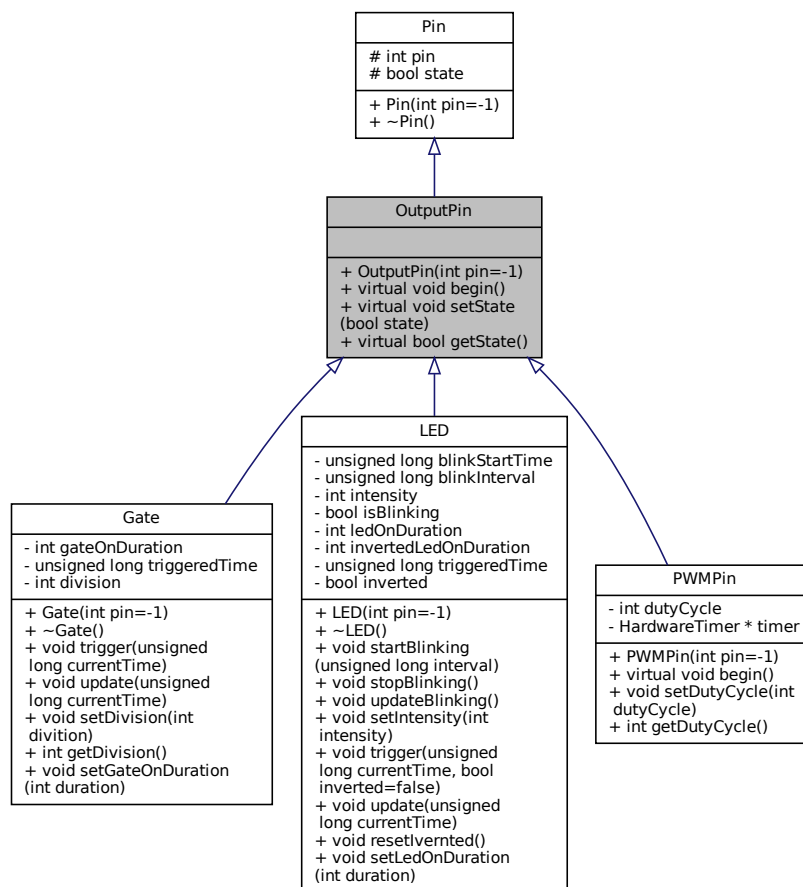 Pin
# int pin
# bool state
+ Pin(int pin=-1)
+ ~Pin()
OutputPin
+ OutputPin(int pin=-1)
+ virtual void begin()
+ virtual void setState
(bool state)
+ virtual bool getState()
Gate
- int gateOnDuration
- unsigned long triggeredTime
- int division
+ Gate(int pin=-1)
+ ~Gate()
+ void trigger(unsigned
long currentTime)
+ void update(unsigned
long currentTime)
+ void setDivision(int
divition)
+ int getDivision()
+ void setGateOnDuration
(int duration)
LED
- unsigned long blinkStartTime
- unsigned long blinkInterval
- int intensity
- bool isBlinking
- int ledOnDuration
- int invertedLedOnDuration
- unsigned long triggeredTime
- bool inverted
+ LED(int pin=-1)
+ ~LED()
+ void startBlinking
(unsigned long interval)
+ void stopBlinking()
+ void updateBlinking()
+ void setIntensity(int
intensity)
+ void trigger(unsigned
long currentTime, bool
inverted=false)
+ void update(unsigned
long currentTime)
+ void resetIvernted()
+ void setLedOnDuration
(int duration)
PWMPin
- int dutyCycle
- HardwareTimer * timer
+ PWMPin(int pin=-1)
+ virtual void begin()
+ void setDutyCycle(int
dutyCycle)
+ int getDutyCycle()